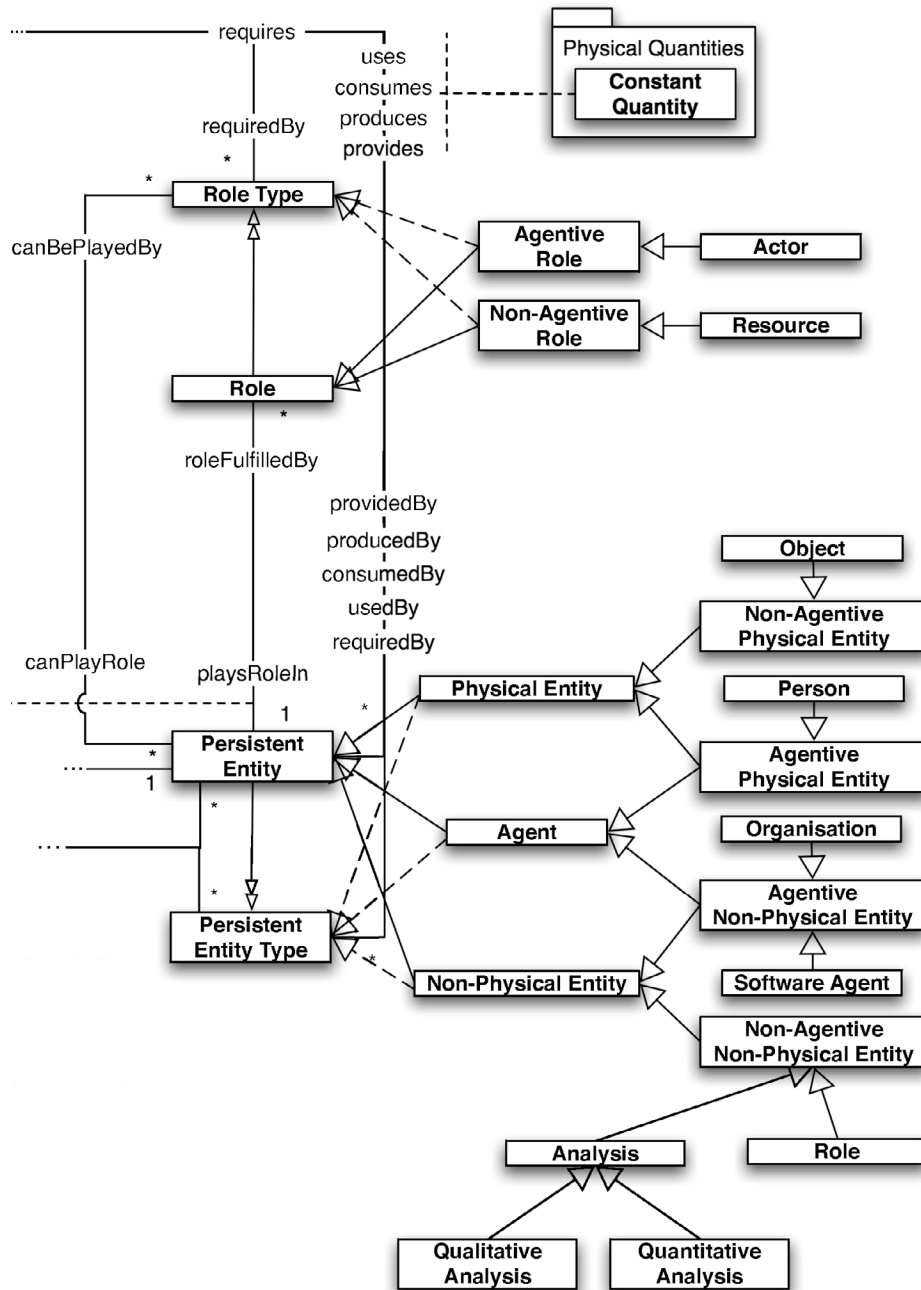 ... requires
uses
consumes
produces
provides
Physical Quantities
Constant
Quantity
requiredBy
*
*
Role Type
canBePlayedBy
Agentive
Role
Actor
Non-Agentive
Role
Resource
Role
*
roleFulfilledBy
providedBy
producedBy
consumedBy
usedBy
requiredBy
Object
Non-Agentive
Physical Entity
canPlayRole
playsRoleIn
Physical Entity
Person
1
*
Persistent
Entity
*
...
1
Agentive
Physical Entity
*
Agent
Organisation
...
*
Agentive
Non-Physical Entity
Persistent
Entity Type
*
Non-Physical Entity
Software Agent
Non-Agentive
Non-Physical Entity
Analysis
Role
Qualitative
Analysis
Quantitative
Analysis